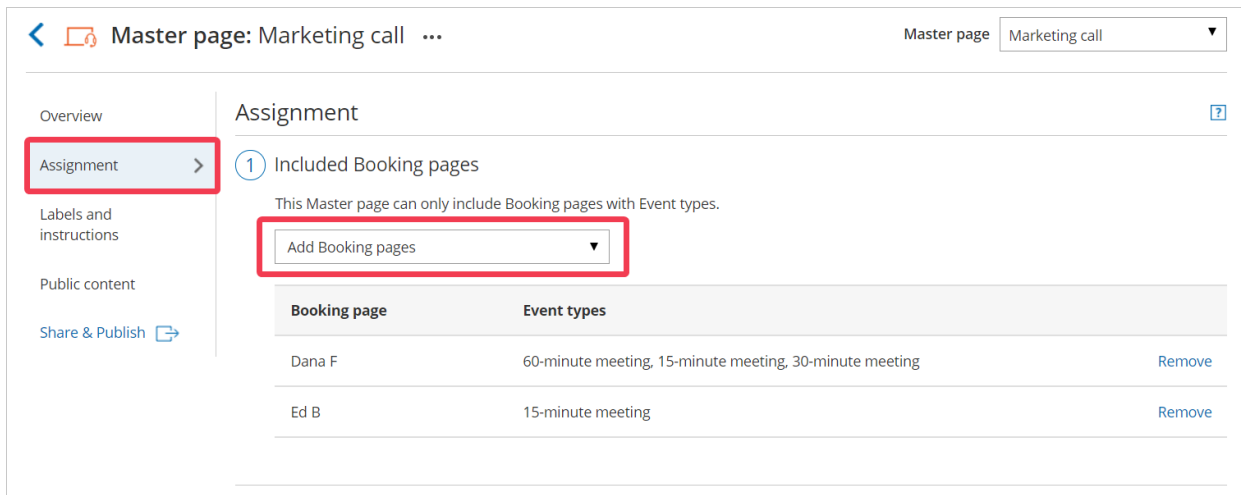 Master page: Marketing call ...
Master page Marketing call
Overview
Assignment
Labels and
instructions
Public content
Share & Publish
Assignment
?
1 Included Booking pages
This Master page can only include Booking pages with Event types.
Add Booking pages
Booking page Event types
Dana F 60-minute meeting, 15-minute meeting, 30-minute meeting Remove
Ed B 15-minute meeting Remove